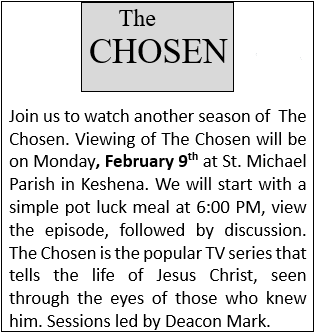 The
CHOSEN
Join us to watch another season of The
Chosen. Viewing of The Chosen will be
on Monday, February 9th at St. Michael
Parish in Keshena. We will start with a
simple pot luck meal at 6:00 PM, view
the episode, followed by discussion.
The Chosen is the popular TV series that
tells the life of Jesus Christ, seen
through the eyes of those who knew
him. Sessions led by Deacon Mark.